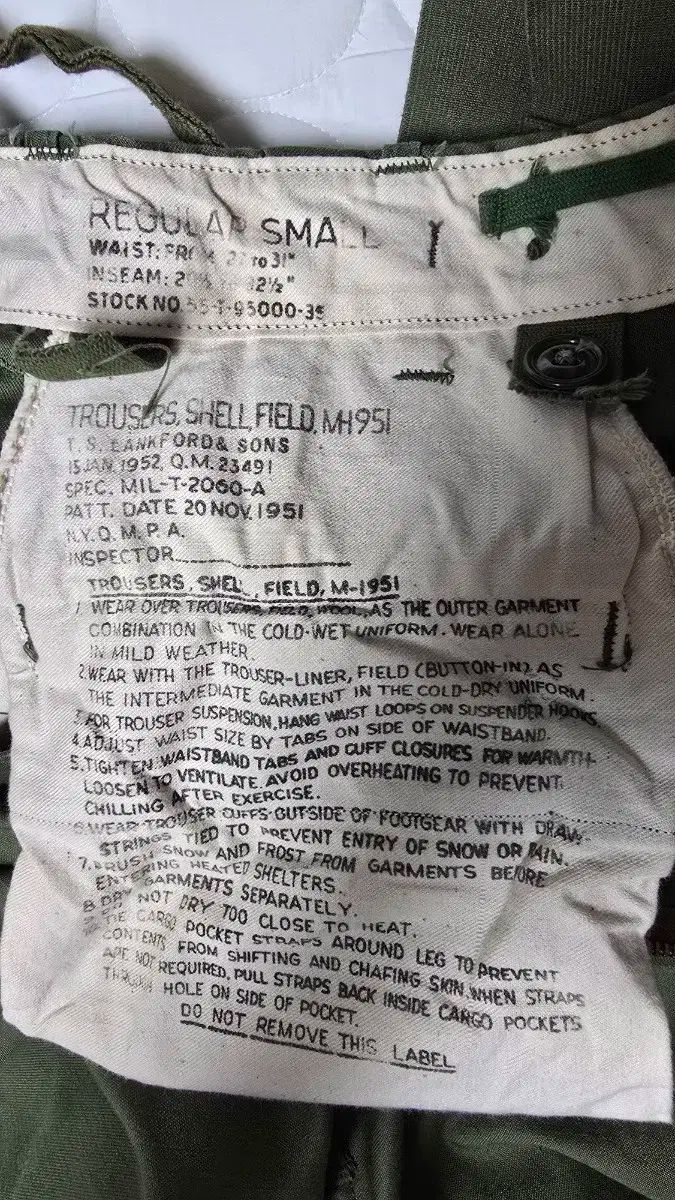 REGULAR SMALL
WAIST: FROM 27 TO 31"
INSEAM: 32½"
STOCK NO. 55-T-95000-35
TROUSERS, SHELL, FIELD, M-1951
T. S. LANKFORD & SONS
15 JAN. 1952, Q.M. 23491
SPEC. MIL-T-2060-A
PATT. DATE 20 NOV. 1951
N.Y.Q.M.P.A.
INSPECTOR
TROUSERS, SHELL, FIELD, M-1951
1. WEAR OVER TROUSERS, FIELD, WOOL, AS THE OUTER GARMENT
COMBINATION IN THE COLD-WET UNIFORM. WEAR ALONE
IN MILD WEATHER.
2. WEAR WITH THE TROUSER-LINER, FIELD (BUTTON-IN), AS
THE INTERMEDIATE GARMENT IN THE COLD-DRY UNIFORM.
3. FOR TROUSER SUSPENSION, HANG WAIST LOOPS ON SUSPENDER HOOKS.
4. ADJUST WAIST SIZE BY TABS ON SIDE OF WAISTBAND.
5. TIGHTEN WAISTBAND TABS AND CUFF CLOSURES FOR WARMTH-
LOOSEN TO VENTILATE. AVOID OVERHEATING TO PREVENT
CHILLING AFTER EXERCISE.
6. WEAR TROUSER CUFFS OUTSIDE OF FOOTGEAR WITH DRAW-
STRINGS TIED TO PREVENT ENTRY OF SNOW OR RAIN.
7. BRUSH SNOW AND FROST FROM GARMENTS BEFORE
ENTERING HEATED SHELTERS.
8. DRY GARMENTS SEPARATELY.
DO NOT DRY TOO CLOSE TO HEAT.
TIE CARGO POCKET STRAPS AROUND LEG TO PREVENT
CONTENTS FROM SHIFTING AND CHAFING SKIN. WHEN STRAPS
ARE NOT REQUIRED, PULL STRAPS BACK INSIDE CARGO POCKETS
THROUGH HOLE ON SIDE OF POCKET.
DO NOT REMOVE THIS LABEL